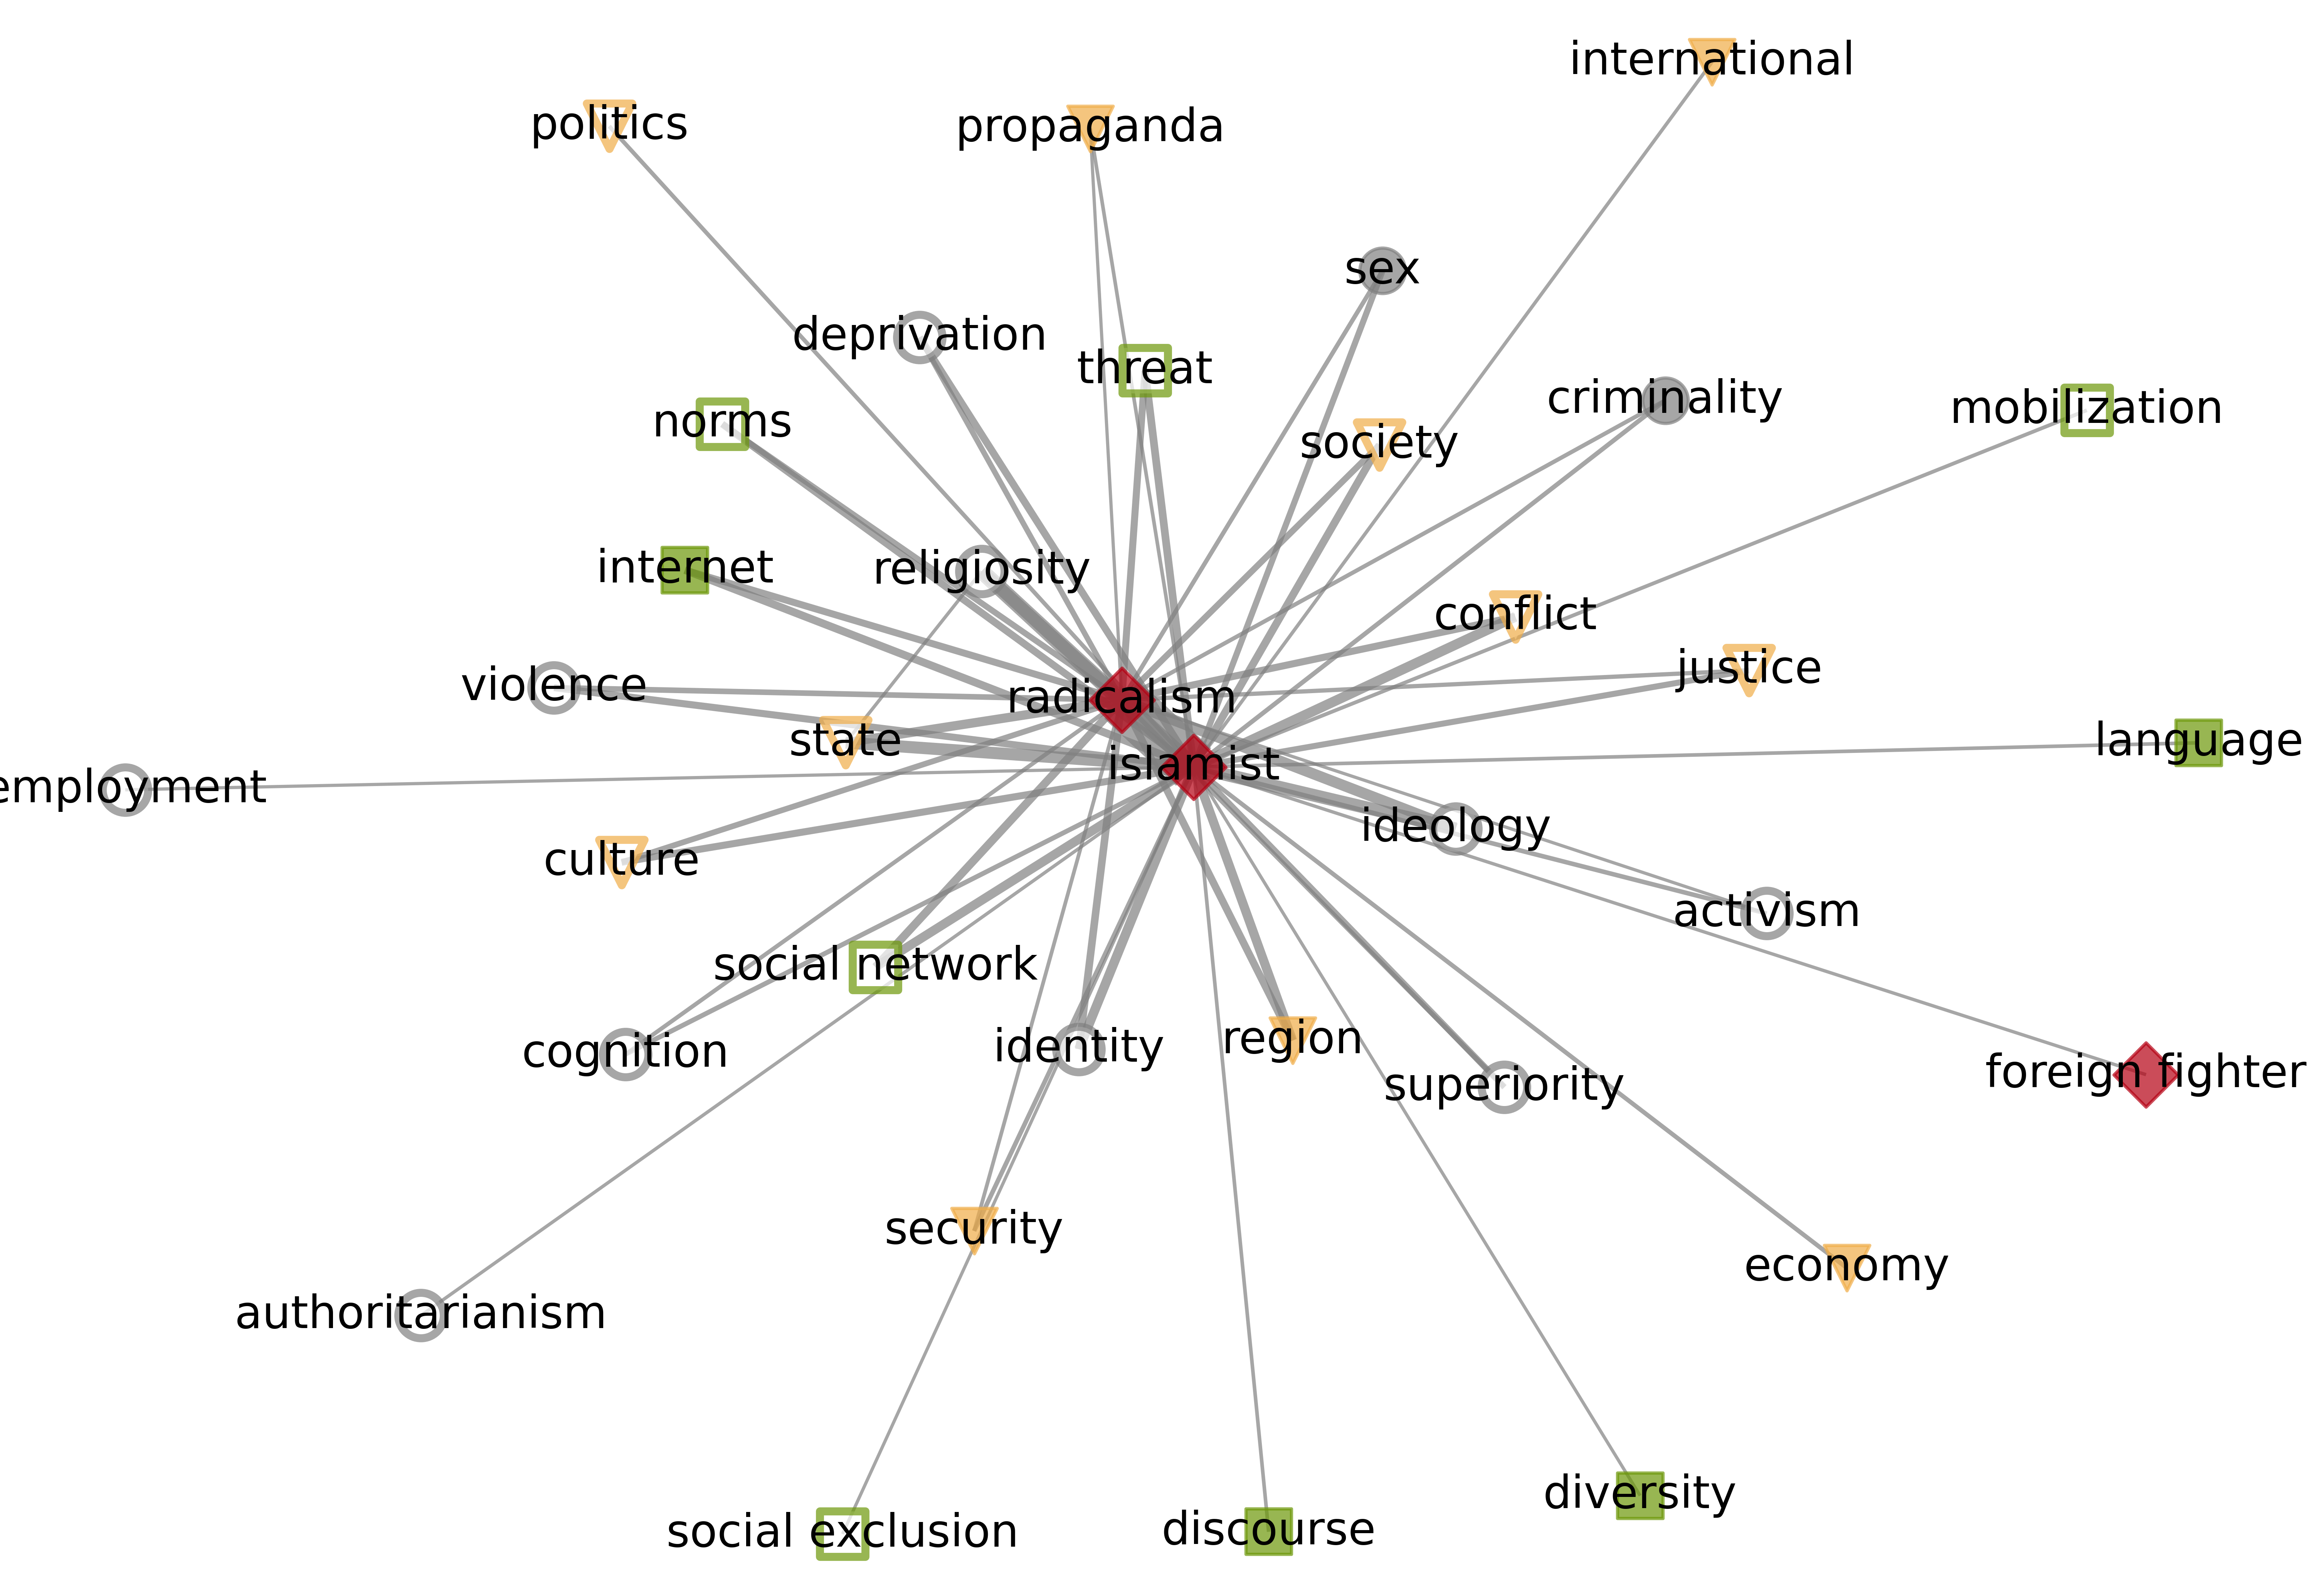 international
politics
propaganda
sex
deprivation
threat
criminality
mobilization
norms
society
internet
religiosity
conflict
justice
violence
radicalism
state
language
islamist
employment
ideology
culture
activism
social network
cognition
identity
region
foreign fighter
superiority
security
economy
authoritarianism
diversity
social exclusion
discourse